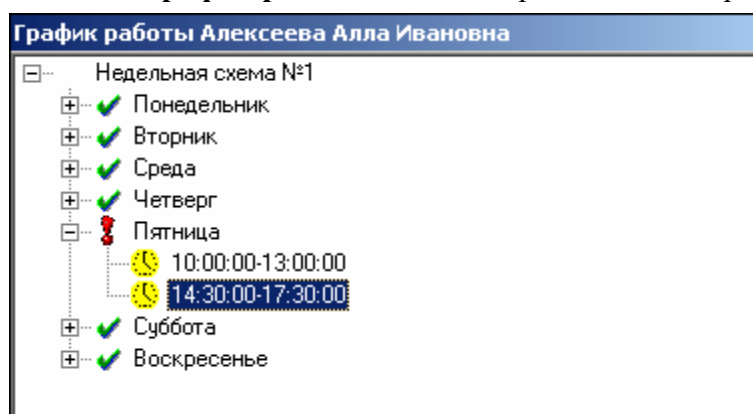 График работы Алексеева Алла Ивановна
Недельная схема №1
Понедельник
Вторник
Среда
Четверг
Пятница
10:00:00-13:00:00
14:30:00-17:30:00
Суббота
Воскресенье